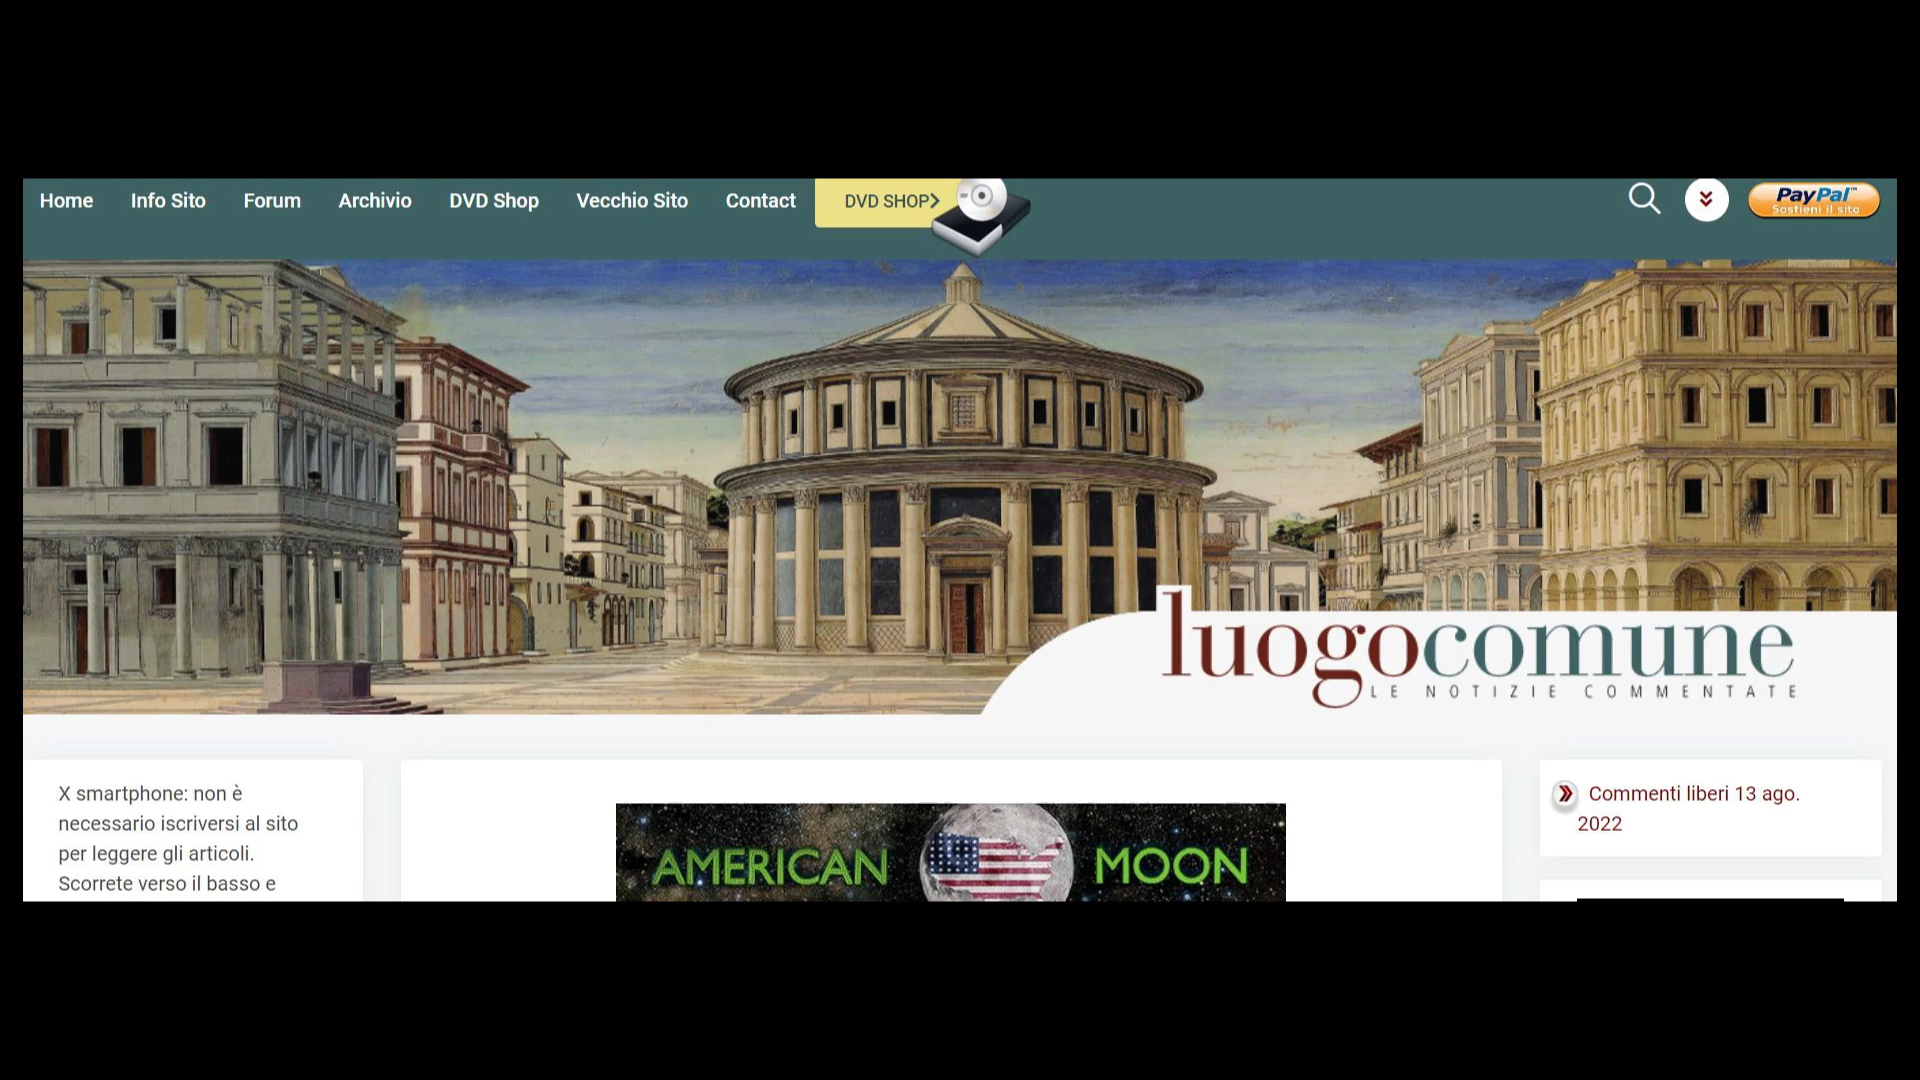 Home Info Sito Forum Archivio DVD Shop Vecchio Sito Contact DVD SHOP PayPal™
Sostieni il sito
luogocomune
LE NOTIZIE COMMENTATE
X smartphone: non è
necessario iscriversi al sito
per leggere gli articoli.
Scorrete verso il basso e
AMERICAN MOON
Commenti liberi 13 ago.
2022